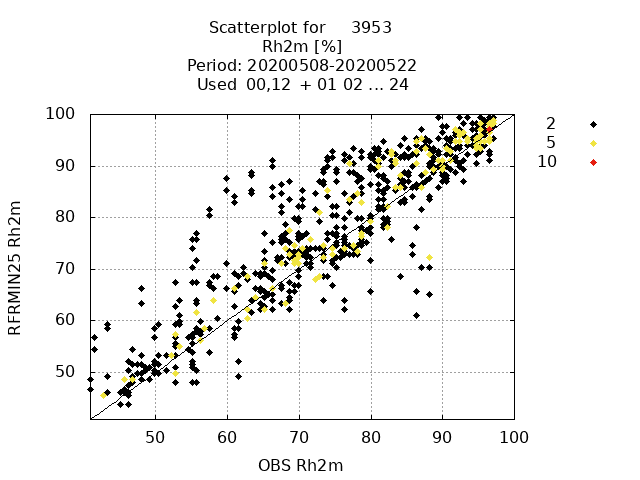 Scatterplot for 3953
Rh2m [%]
Period: 20200508-20200522
Used 00,12 + 01 02 ... 24
RFRMIN25 Rh2m
100
90
80
70
60
50
2
5
10
50 60 70 80 90 100
OBS Rh2m